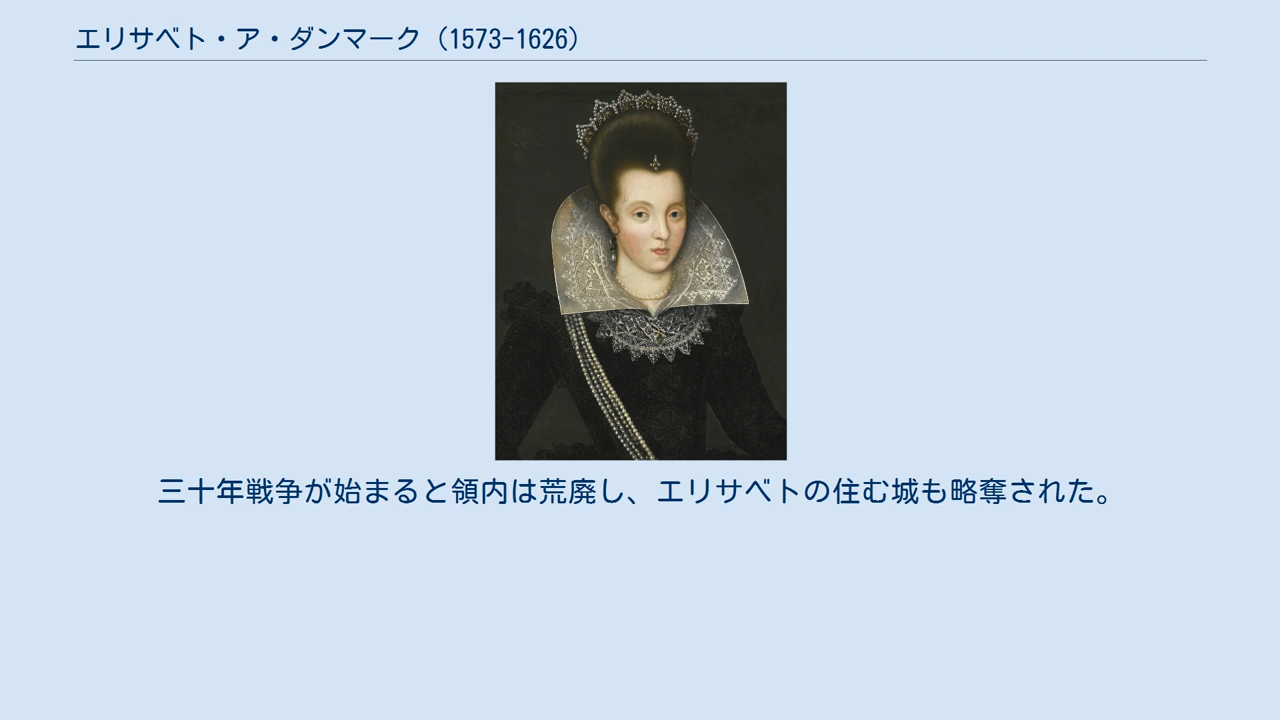 エリサベト・ア・ダンマーク（1573-1626）
三十年戦争が始まると領内は荒廃し、エリサベトの住む城も略奪された。